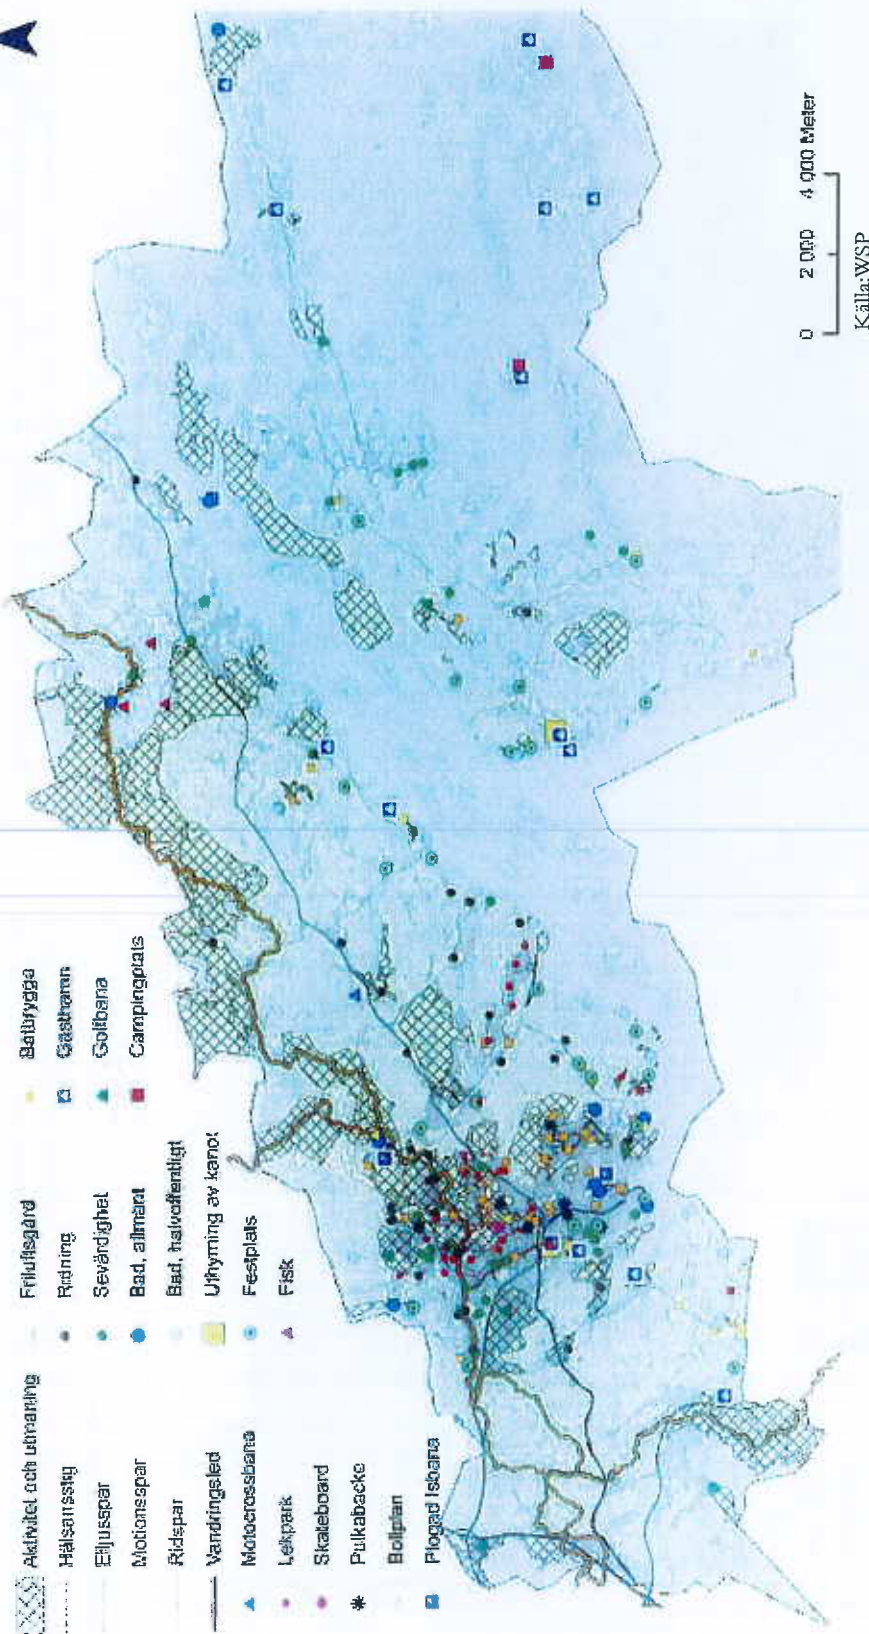 Aktivitet och utmaning
Hälsansstig
Elljusspår
Motionsspår
Ridspår
Vandringsled
Motocrossbana
Lekpark
Skateboard
Pulkabacke
Bollplan
Plogad Isbana
Friluftsgård
Ridning
Sevärdighet
Bad, allmänt
Bad, halvoffentligt
Uthyrning av kanot
Festplats
Fisk
Båtbrygga
Gästhamn
Golfbana
Campingplats
0 2 000 4 000 Meter
Källa:WSP